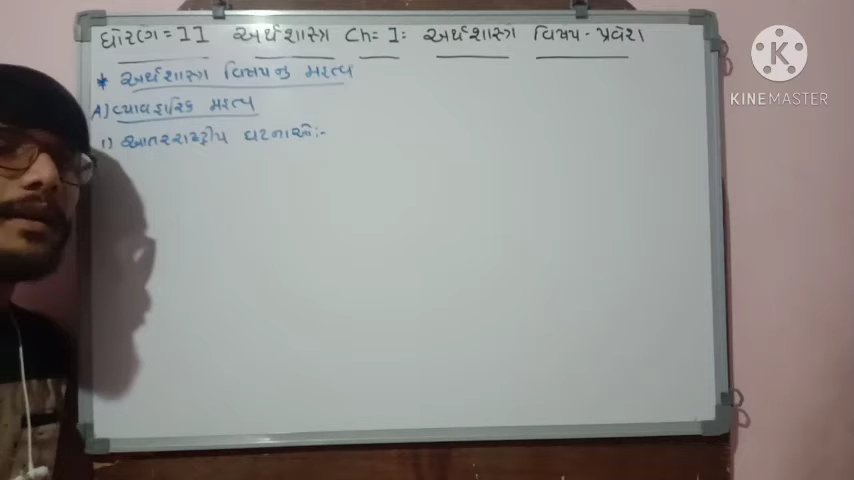 ધોરણ = 11 અર્થશાસ્ત્ર Ch = I: અર્થશાસ્ત્ર વિષય - પ્રવેશ
* અર્થશાસ્ત્ર વિષયનુ મહત્વ
A) વ્યાવહારિક મહત્વ
1) આંતરરાષ્ટ્રીય ઘટનાઓ:-
K
KINEMASTER